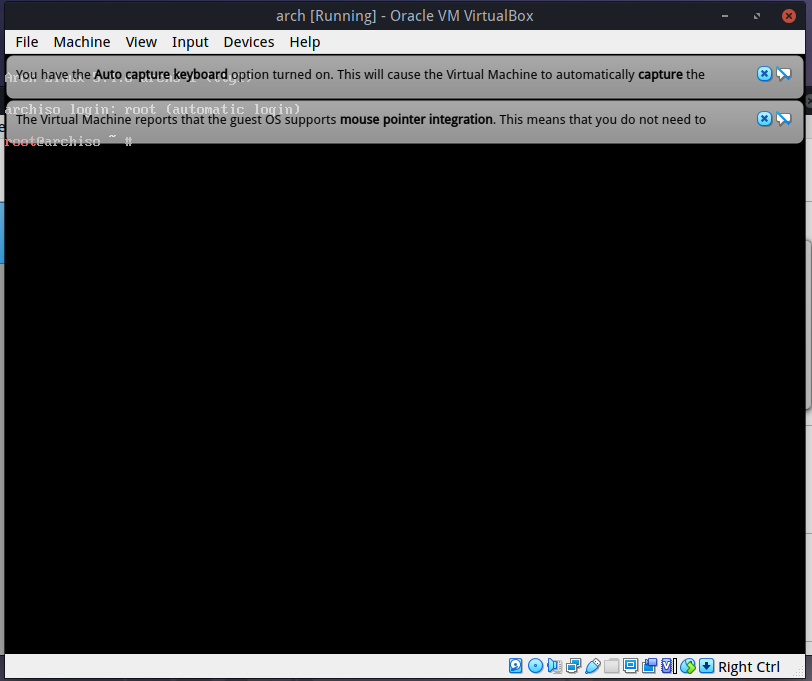 arch [Running] - Oracle VM VirtualBox
File Machine View Input Devices Help
You have the Auto capture keyboard option turned on. This will cause the Virtual Machine to automatically capture the
archiso login: root (automatic login)
The Virtual Machine reports that the guest OS supports mouse pointer integration. This means that you do not need to
root@archiso ~ #
Right Ctrl